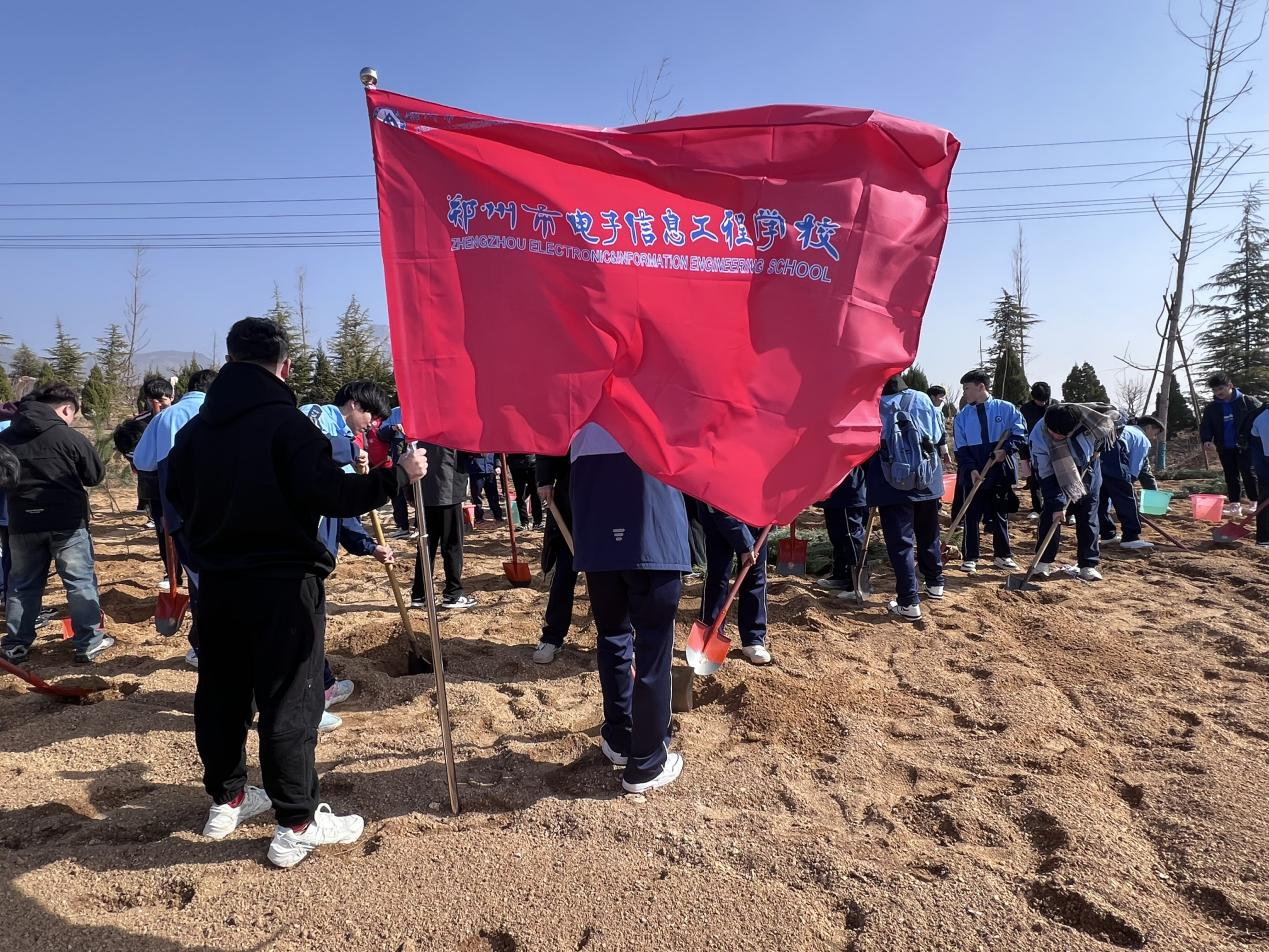 郑州市电子信息工程学校
ZHENGZHOU ELECTRONIC&INFORMATION ENGINEERING SCHOOL